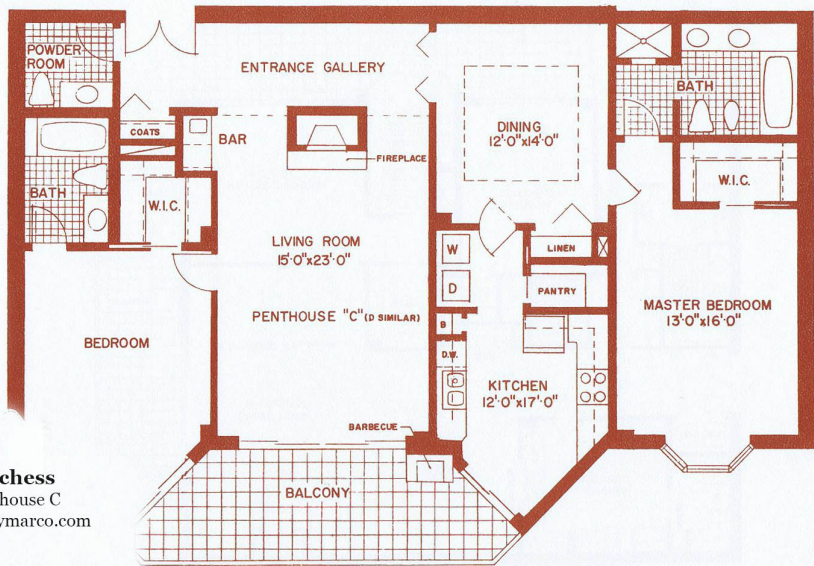 POWDER
ROOM
ENTRANCE GALLERY
COATS
BAR
FIREPLACE
DINING
12'·0"x14'·0"
BATH
W.I.C.
BATH
W.I.C.
LIVING ROOM
15'·0"x23'·0"
W
D
LINEN
PANTRY
MASTER BEDROOM
13'·0"x16'·0"
PENTHOUSE "C" (D SIMILAR)
BEDROOM
B
D.W.
KITCHEN
12'·0"x17'·0"
BARBECUE
BALCONY
chess
house C
ymarco.com